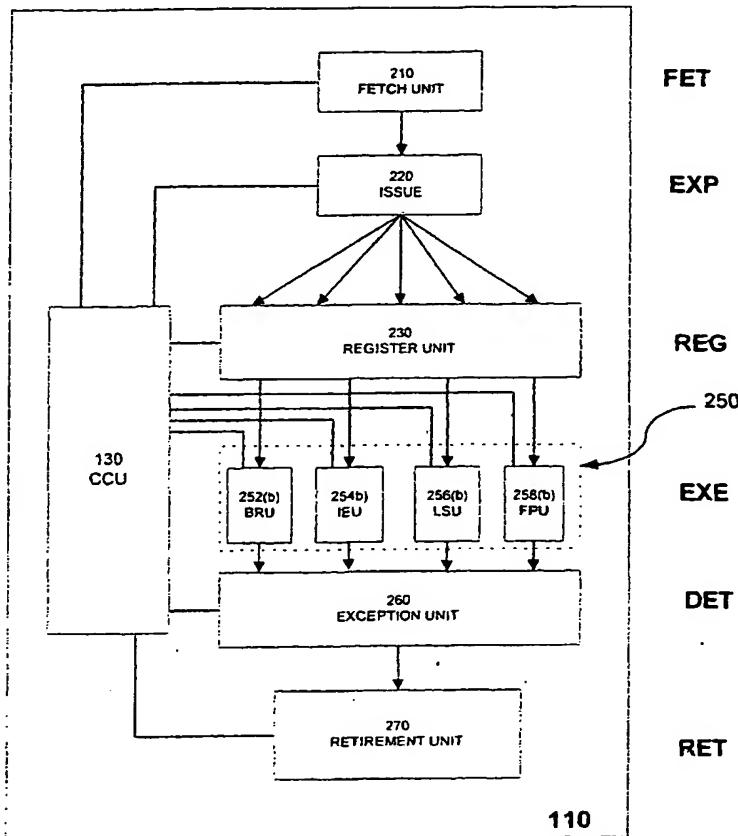 210
FETCH UNIT
FET
220
ISSUE
EXP
230
REGISTER UNIT
REG
250
130
CCU
252(b)
BRU
254b)
IEU
256(b)
LSU
258(b)
FPU
EXE
260
EXCEPTION UNIT
DET
270
RETIREMENT UNIT
RET
110